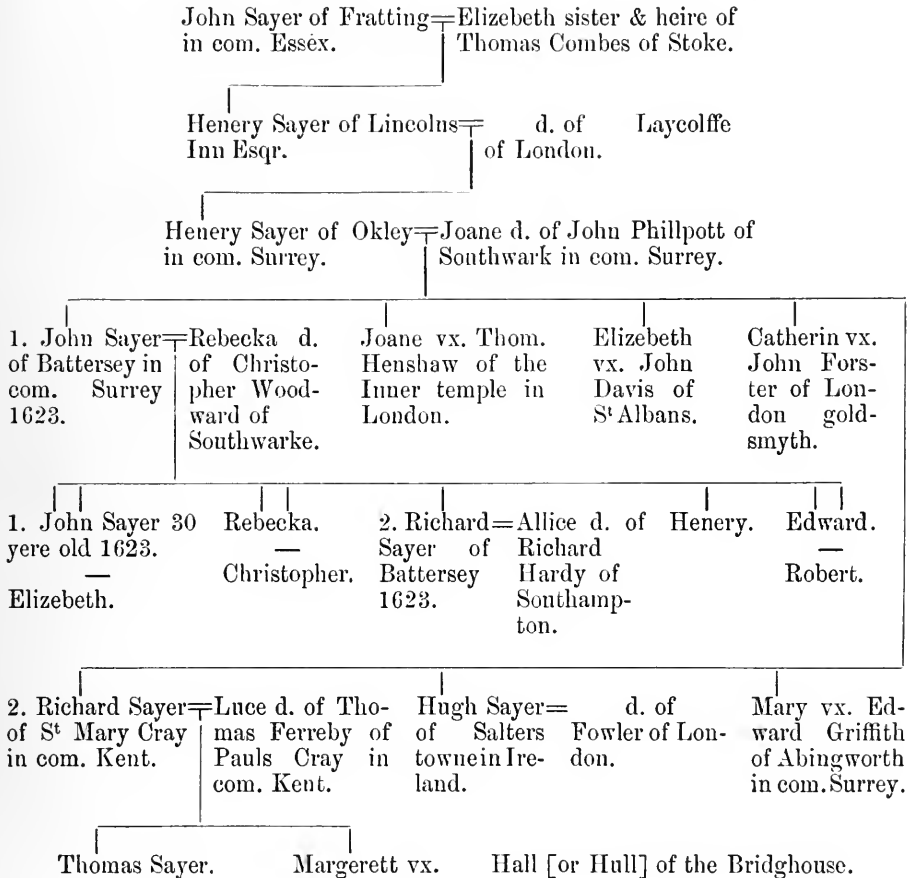 John Sayer of Fratting=Elizebeth sister & heire of
in com. Essex. Thomas Combes of Stoke.
Henery Sayer of Lincolns= d. of Laycolffe
Inn Esqr. of London.
Henery Sayer of Okley=Joane d. of John Phillpott of
in com. Surrey. Southwark in com. Surrey.
1. John Sayer=Rebecka d. Joane vx. Thom. Elizebeth Catherin vx.
of Battersey in of Christo- Henshaw of the vx. John John Fors-
com. Surrey pher Wood- Inner temple in Davis of ter of Lon-
1623. ward of London. St Albans. don gold-
Southwarke. smyth.
1. John Sayer 30 Rebecka. 2. Richard=Allice d. of Henery. Edward.
yere old 1623. — Sayer of Richard —
— Christopher. Battersey Hardy of Robert.
Elizebeth. 1623. Southamp-
ton.
2. Richard Sayer=Luce d. of Tho- Hugh Sayer= d. of Mary vx. Ed-
of St Mary Cray mas Ferreby of of Salters Fowler of Lon- ward Griffith
in com. Kent. Pauls Cray in towne in Ire- don. of Abingworth
com. Kent. land. in com. Surrey.
Thomas Sayer. Margerett vx. Hall [or Hull] of the Bridghouse.